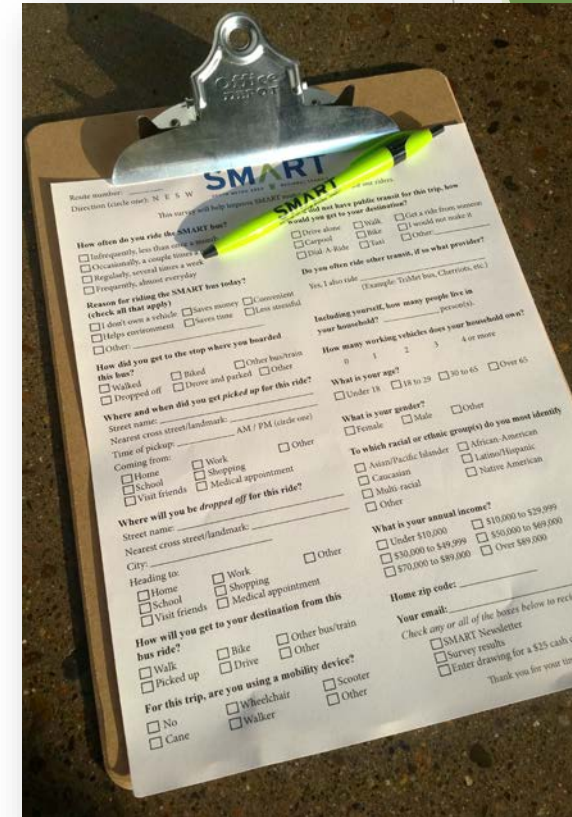 Office
DEPOT
SMART
SMART
Route number:
Direction (circle one): N E S W
This survey will help improve SMART
our riders.
How often do you ride the SMART bus?
Infrequently, less than once a month
Occasionally, a couple times a
Regularly, several times a week
Frequently, almost everyday
Reason for riding the SMART bus today?
(check all that apply)
I don't own a vehicle Saves money Convenient
Helps environment Saves time Less stressful
Other:
How did you get to the stop where you boarded
this bus?
Walked Biked Other bus/train
Dropped off Drove and parked Other
Where and when did you get picked up for this ride?
Street name:
Nearest cross street/landmark:
Time of pickup: AM / PM (circle one)
Coming from:
Home Work Other
School Shopping
Visit friends Medical appointment
Where will you be dropped off for this ride?
Street name:
Nearest cross street/landmark:
City:
Heading to:
Home Work Other
School Shopping
Visit friends Medical appointment
How will you get to your destination from this
bus ride?
Walk Bike Other bus/train
Picked up Drive Other
For this trip, are you using a mobility device?
No Wheelchair Scooter
Cane Walker Other
did not have public transit for this trip, how
would you get to your destination?
Drive alone Walk Get a ride from someone
Carpool Bike I would not make it
Dial-A-Ride Taxi Other:
Do you often ride other transit, if so what provider?
Yes, I also ride
(Example: TriMet bus, Cherriots, etc.)
Including yourself, how many people live in
your household? person(s).
How many working vehicles does your household own?
0 1 2 3 4 or more
What is your age?
Under 18 18 to 29 30 to 65 Over 65
What is your gender?
Female Male Other
To which racial or ethnic group(s) do you most identify
Asian/Pacific Islander African-American
Caucasian Latino/Hispanic
Multi-racial Native American
Other
What is your annual income?
Under $10,000 $10,000 to $29,999
$30,000 to $49,999 $50,000 to $69,000
$70,000 to $89,000 Over $89,000
Home zip code:
Your email:
Check any or all of the boxes below to
SMART Newsletter
Survey results
Enter drawing for a $25 cash
Thank you for your